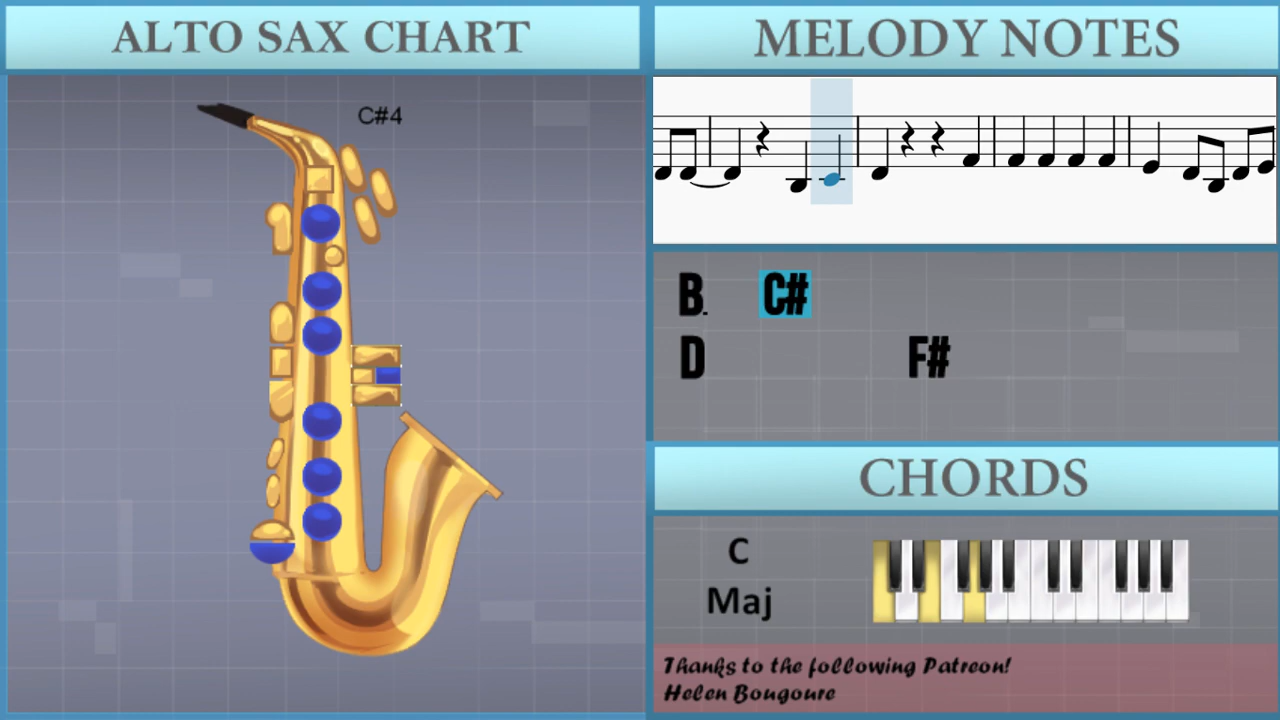 ALTO SAX CHART
C#4
MELODY NOTES
B. C#
D F#
CHORDS
C
Maj
Thanks to the following Patreon!
Helen Bougoure